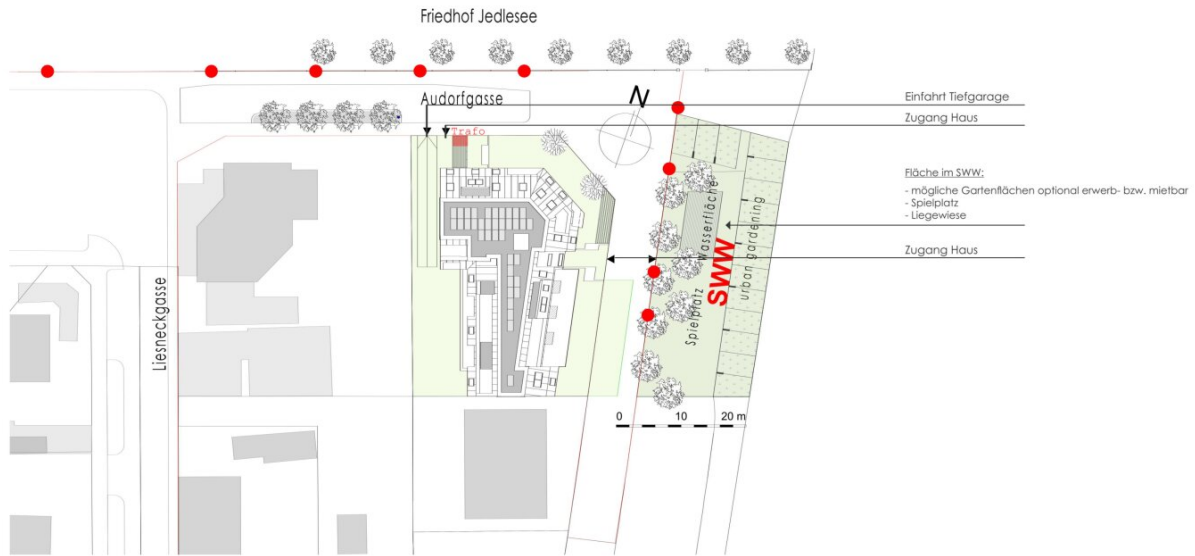 Friedhof Jedlesee
Audorfgasse
N
Einfahrt Tiefgarage
Zugang Haus
Trafo
Fläche im SWW:
- mögliche Gartenflächen optional erwerb- bzw. mietbar
- Spielplatz
- Liegewiese
Zugang Haus
Wasserfläche
Spielplatz
SWW
urban gardening
Liesneckgasse
0 10 20 m